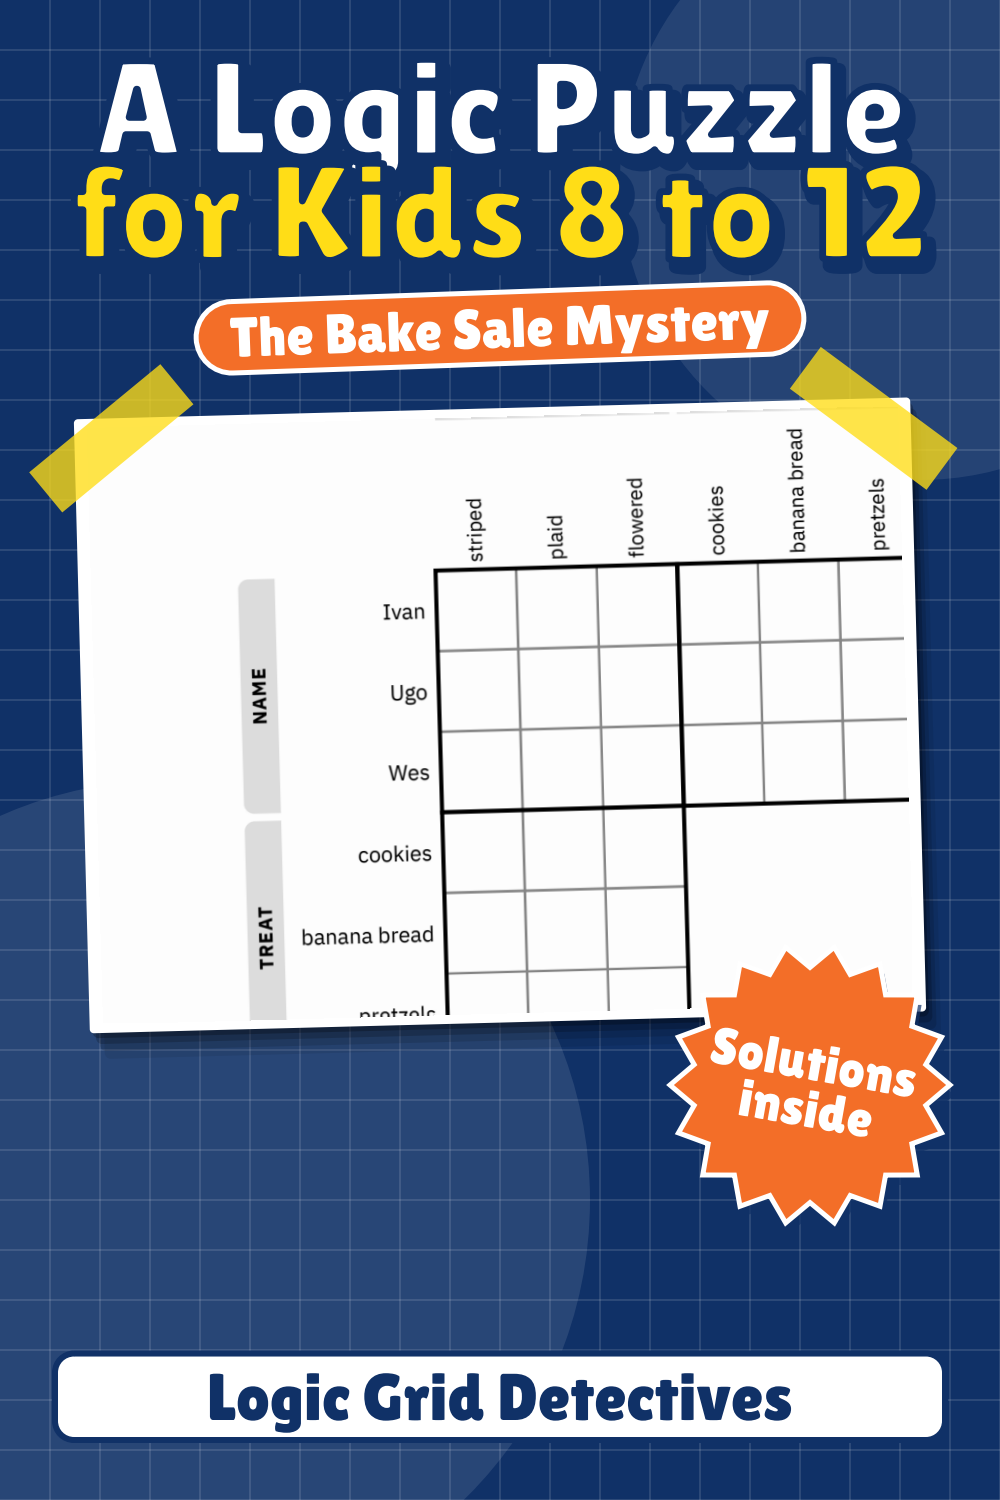 A Logic Puzzle
for Kids 8 to 12
The Bake Sale Mystery
striped
plaid
flowered
cookies
banana bread
pretzels
NAME
Ivan
Ugo
Wes
TREAT
cookies
banana bread
pretzels
Solutions
inside
Logic Grid Detectives